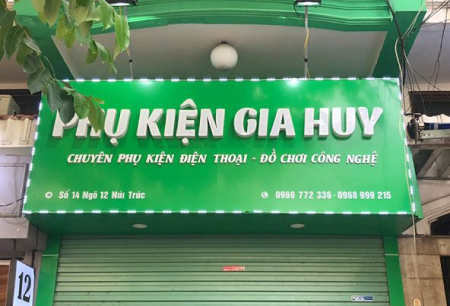 PHỤ KIỆN GIA HUY
CHUYÊN PHỤ KIỆN ĐIỆN THOẠI - ĐỒ CHƠI CÔNG NGHỆ
Số 14 Ngõ 12 Núi Trúc
0969 772 336 - 0968 999 215
12